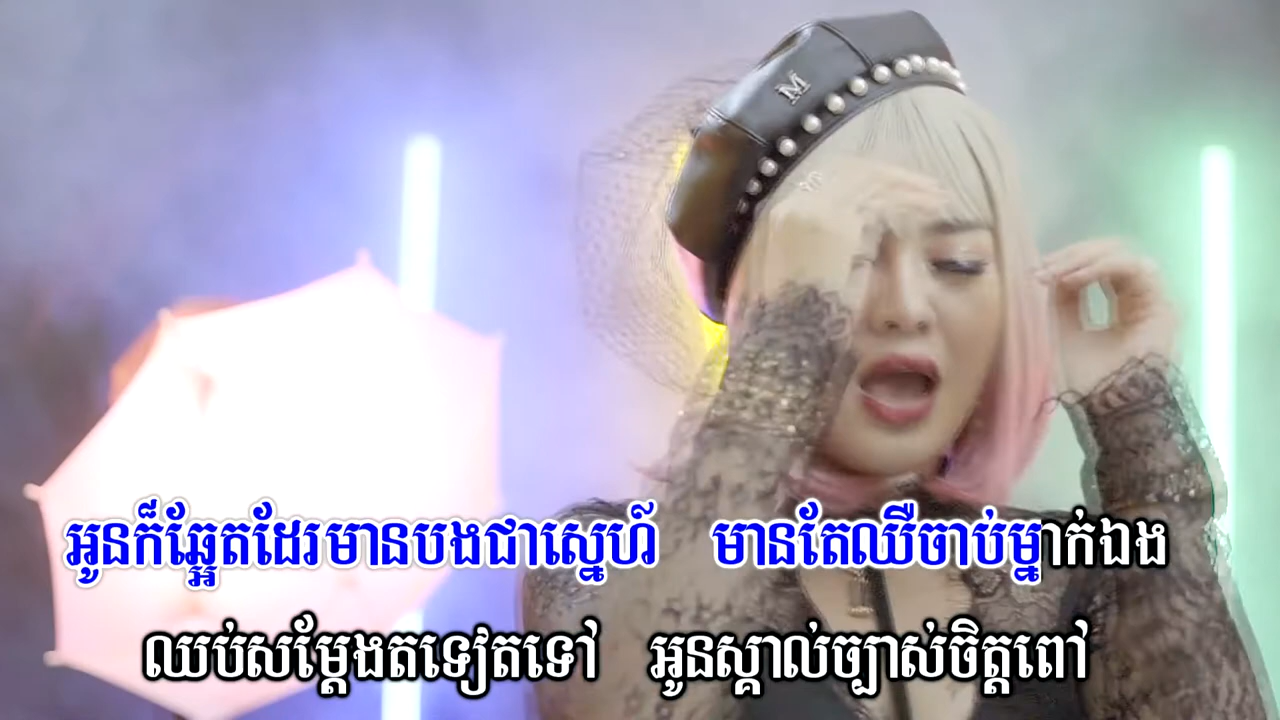 M
អូនក៏ឆ្អែតដែរមានបងជាស្នេហ៍ មានតែឈឺចាប់ម្នាក់ឯង
ឈប់សម្ដែងតទៀតទៅ អូនស្គាល់ច្បាស់ចិត្តពៅ